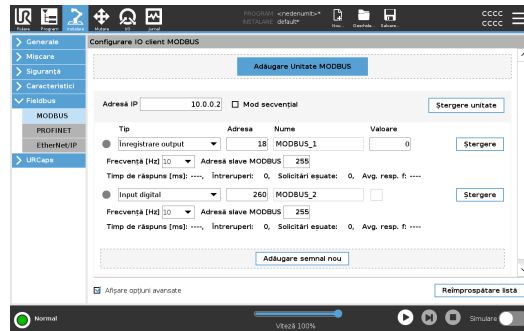 PROGRAM <nedenumit>*
INSTALARE default*
CCCC
CCCC
Program Instalare Mutare I/O Jurnal Nou... Deschide... Salvare...
Generale
Mișcare
Siguranță
Caracteristici
Fieldbus
MODBUS
PROFINET
EtherNet/IP
URCaps
Configurare IO client MODBUS
Adăugare Unitate MODBUS
Adresă IP 10.0.0.2 Mod secvențial Ștergere unitate
Tip Adresa Nume Valoare
Înregistrare output 18 MODBUS_1 0 Ștergere
Frecvență [Hz] 10 Adresă slave MODBUS 255
Timp de răspuns [ms]: ----, Întreruperi: 0, Solicitări eșuate: 0, Avg. resp. f: ----
Input digital 260 MODBUS_2 Ștergere
Frecvență [Hz] 10 Adresă slave MODBUS 255
Timp de răspuns [ms]: ----, Întreruperi: 0, Solicitări eșuate: 0, Avg. resp. f: ----
Adăugare semnal nou
Afișare opțiuni avansate Reîmprospătare listă
Normal Viteză 100% Simulare